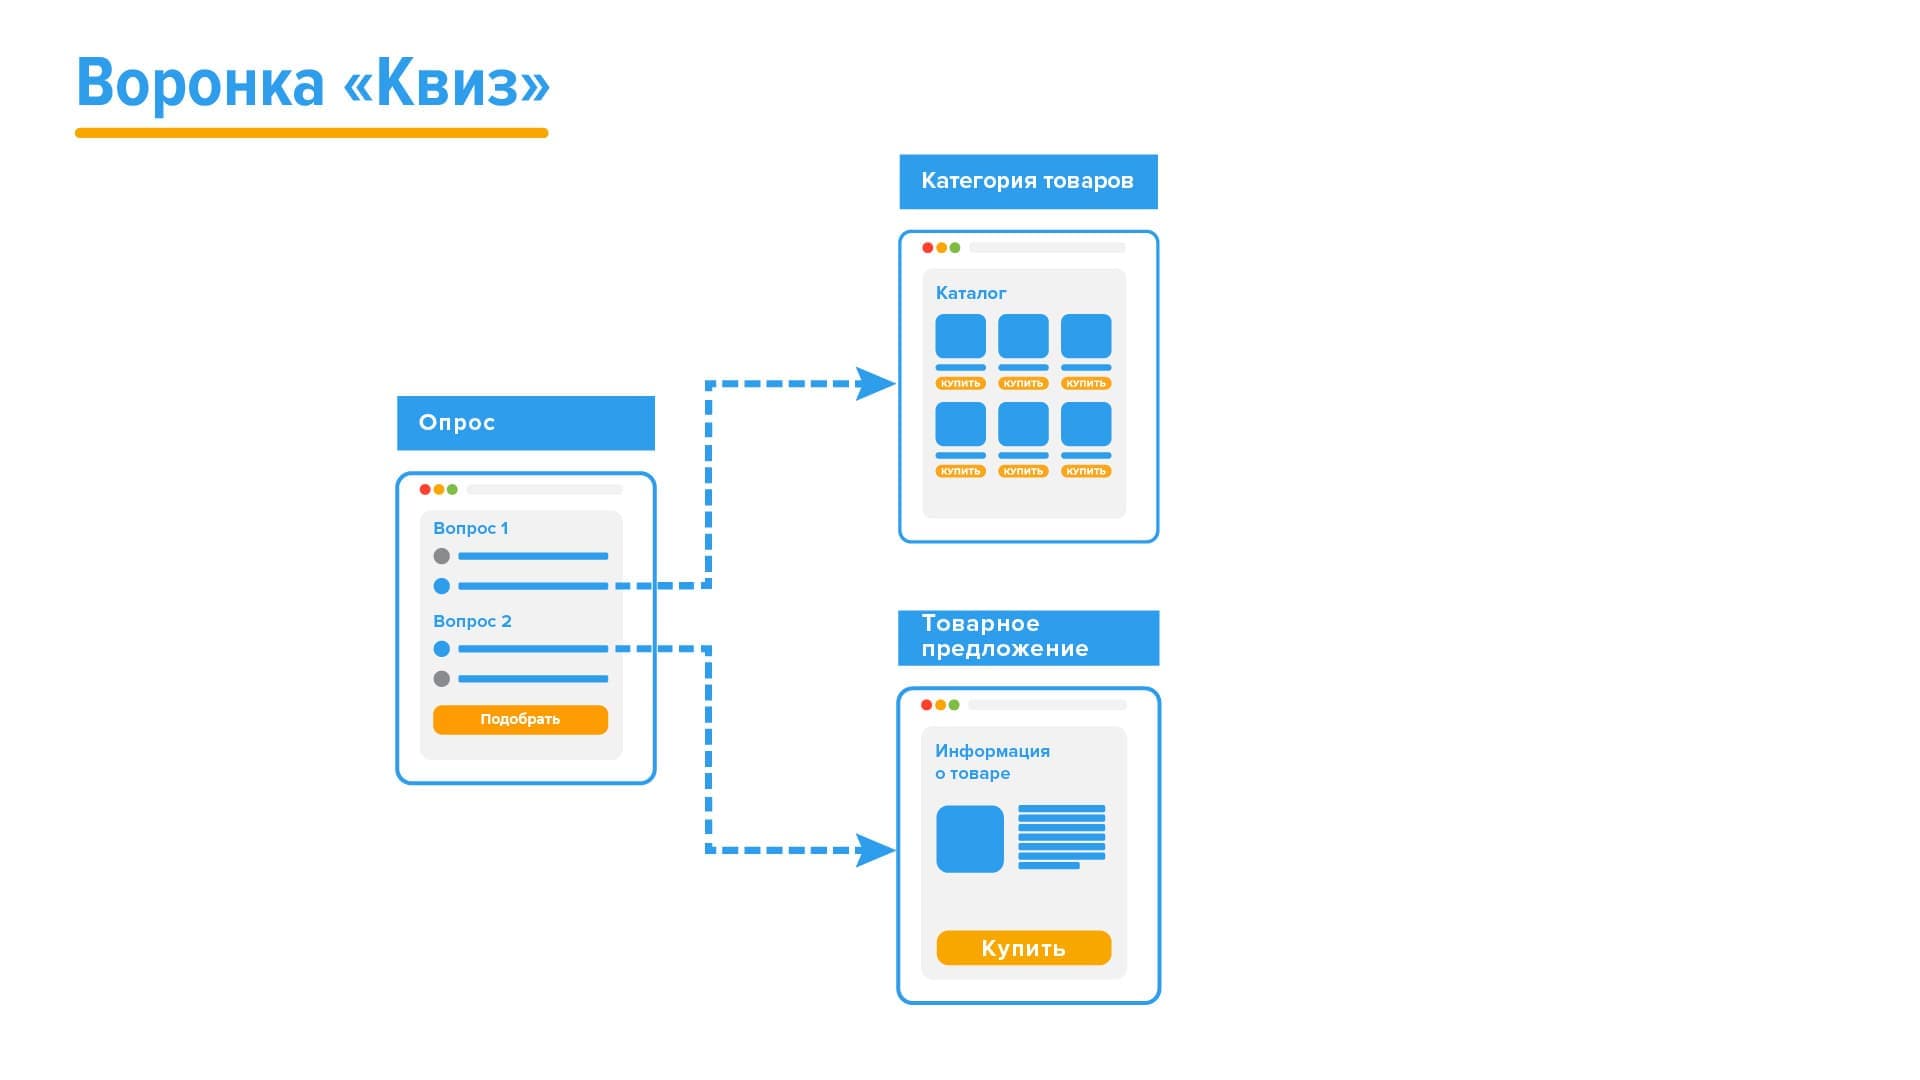 Воронка «Квиз»
Опрос
Вопрос 1
Вопрос 2
Подобрать
Категория товаров
Каталог
КУПИТЬ КУПИТЬ КУПИТЬ
КУПИТЬ КУПИТЬ КУПИТЬ
Товарное
предложение
Информация
о товаре
Купить